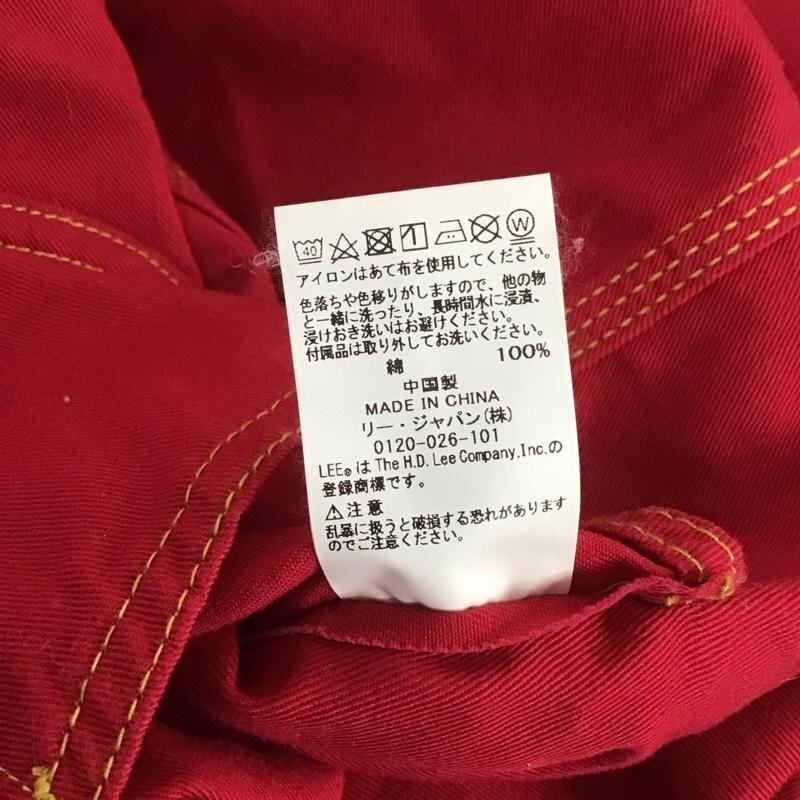 40 W
アイロンはあて布を使用してください。
色落ちや色移りがしますので、他の物
と一緒に洗ったり、長時間水に浸漬、
浸けおき洗いはお避けください。
付属品は取り外してお洗いください。
綿 100%
中国製
MADE IN CHINA
リー・ジャパン(株)
0120-026-101
LEE®は The H.D. Lee Company,Inc.の
登録商標です。
⚠注意
乱暴に扱うと破損する恐れがあります
のでご注意ください。